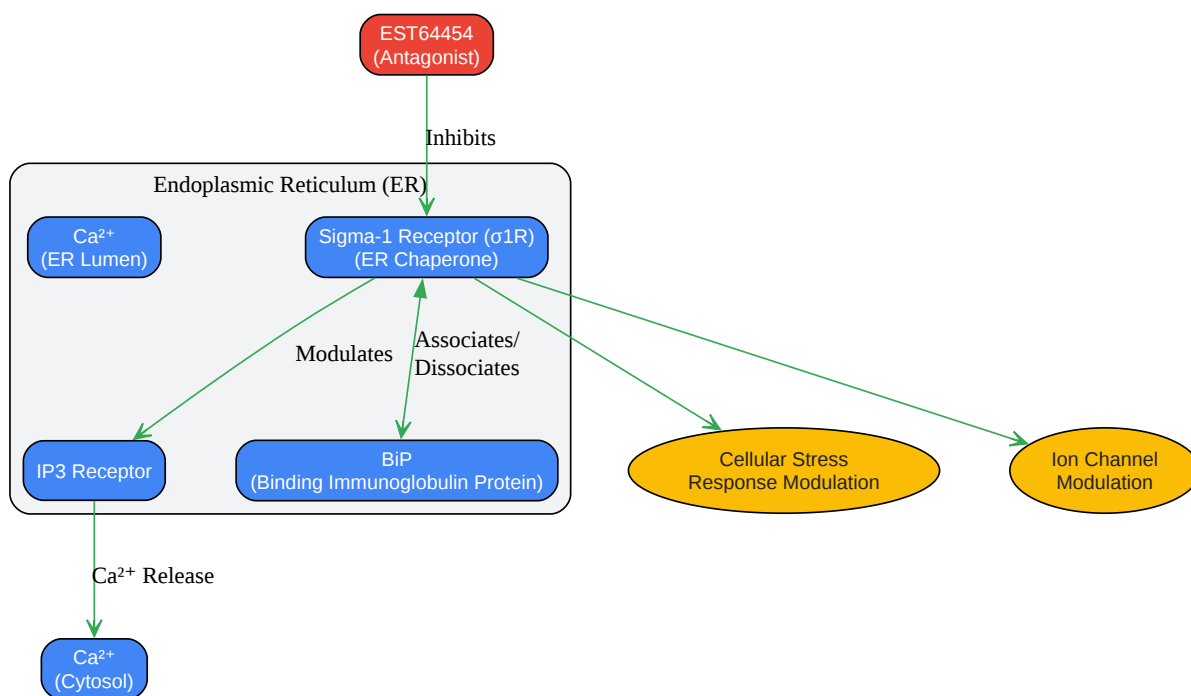 EST64454
(Antagonist)
Inhibits
Endoplasmic Reticulum (ER)
Ca²⁺
(ER Lumen)
Sigma-1 Receptor (σ1R)
(ER Chaperone)
Modulates
Associates/
Dissociates
IP3 Receptor
BiP
(Binding Immunoglobulin Protein)
Cellular Stress
Response Modulation
Ion Channel
Modulation
Ca²⁺ Release
Ca²⁺
(Cytosol)